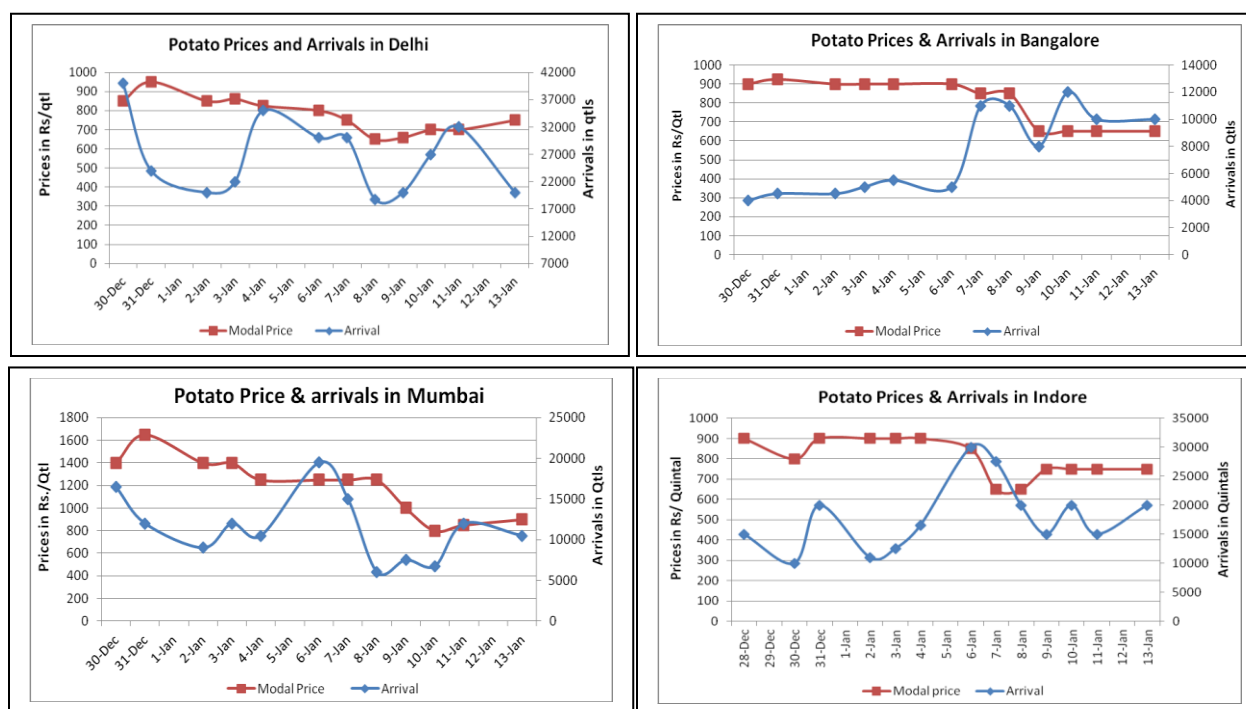 Potato Prices and Arrivals in Delhi
Prices in Rs/qtl
1000
900
800
700
600
500
400
300
200
100
0
42000
37000
32000
27000
22000
17000
12000
7000
Arrivals in qtls
30-Dec
31-Dec
1-Jan
2-Jan
3-Jan
4-Jan
5-Jan
6-Jan
7-Jan
8-Jan
9-Jan
10-Jan
11-Jan
12-Jan
13-Jan
Modal Price
Arrival
Potato Prices & Arrivals in Bangalore
Prices in Rs/Qtl
1000
900
800
700
600
500
400
300
200
100
0
14000
12000
10000
8000
6000
4000
2000
0
Arrivals in Qtls
30-Dec
31-Dec
1-Jan
2-Jan
3-Jan
4-Jan
5-Jan
6-Jan
7-Jan
8-Jan
9-Jan
10-Jan
11-Jan
12-Jan
13-Jan
Modal Price
Arrival
Potato Price & arrivals in Mumbai
Prices in Rs./Qtl
1800
1600
1400
1200
1000
800
600
400
200
0
25000
20000
15000
10000
5000
0
Arrivals in Qtls
30-Dec
31-Dec
1-Jan
2-Jan
3-Jan
4-Jan
5-Jan
6-Jan
7-Jan
8-Jan
9-Jan
10-Jan
11-Jan
12-Jan
13-Jan
Modal Price
Arrival
Potato Prices & Arrivals in Indore
Prices in Rs/ Quintal
1000
900
800
700
600
500
400
300
200
100
0
35000
30000
25000
20000
15000
10000
5000
0
Arrivals in Quintals
28-Dec
29-Dec
30-Dec
31-Dec
1-Jan
2-Jan
3-Jan
4-Jan
5-Jan
6-Jan
7-Jan
8-Jan
9-Jan
10-Jan
11-Jan
12-Jan
13-Jan
Modal price
Arrival